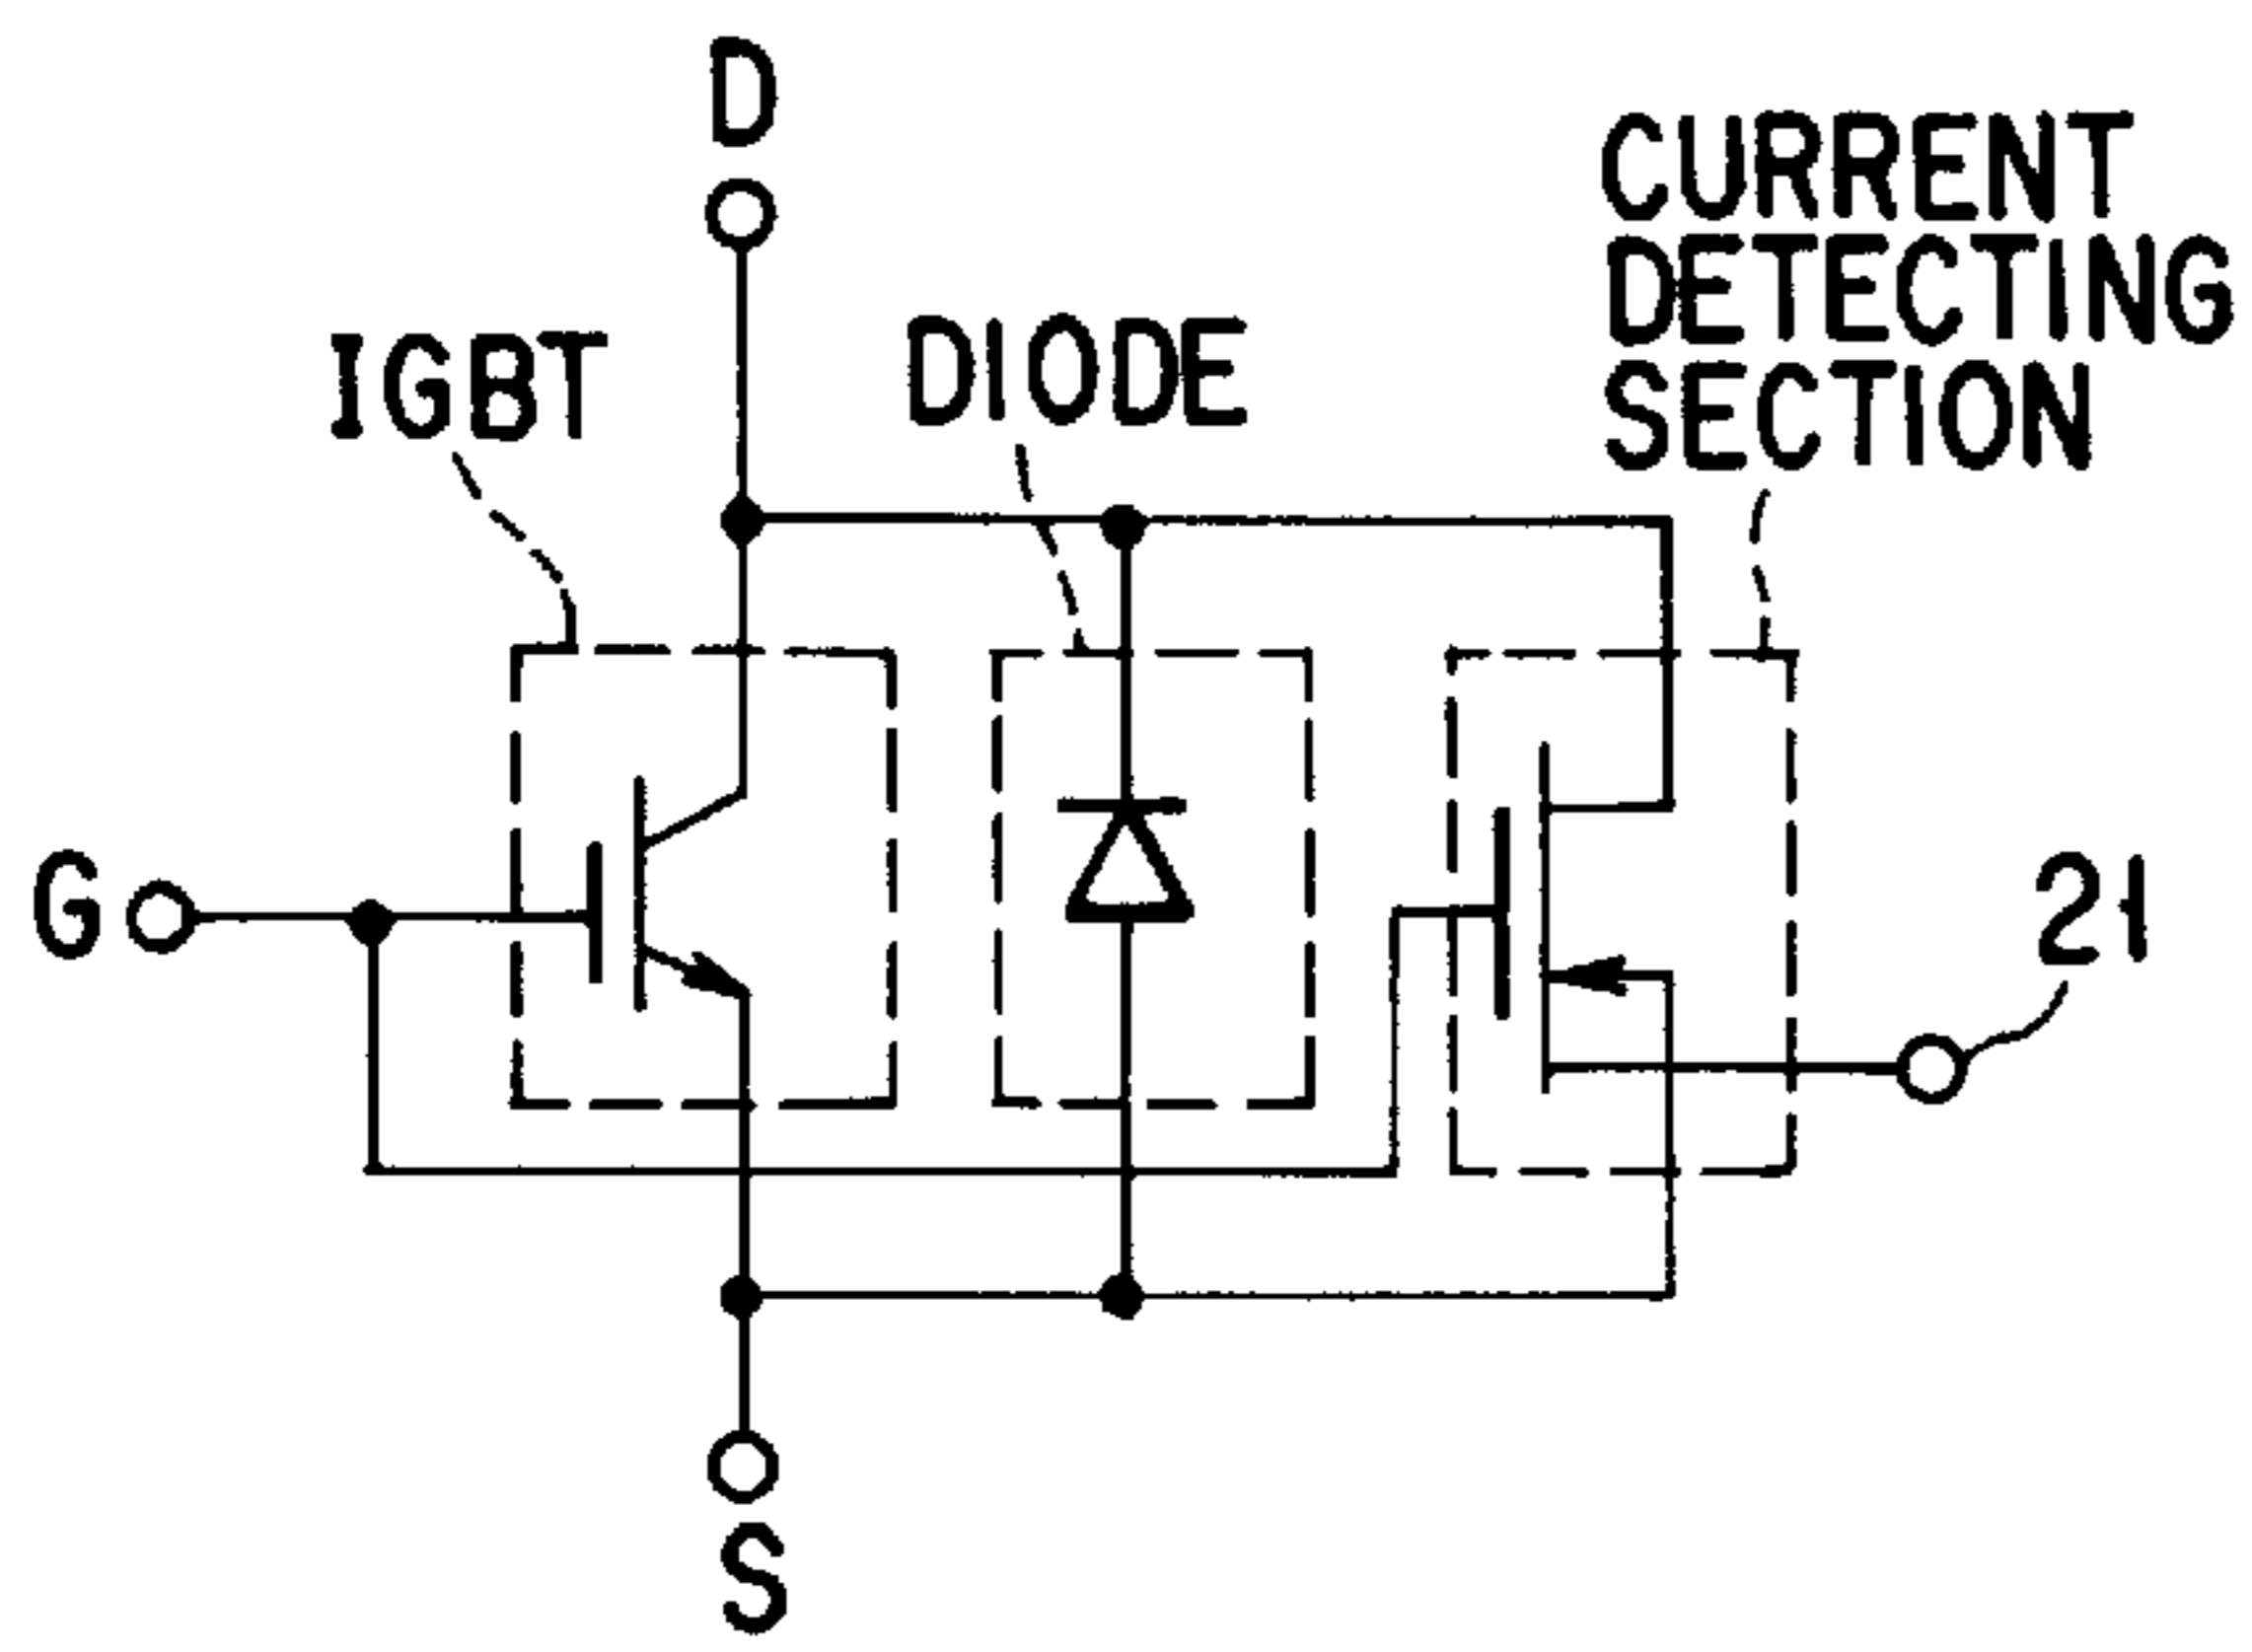 D
IGBT
DIODE
CURRENT
DETECTING
SECTION
G
21
S